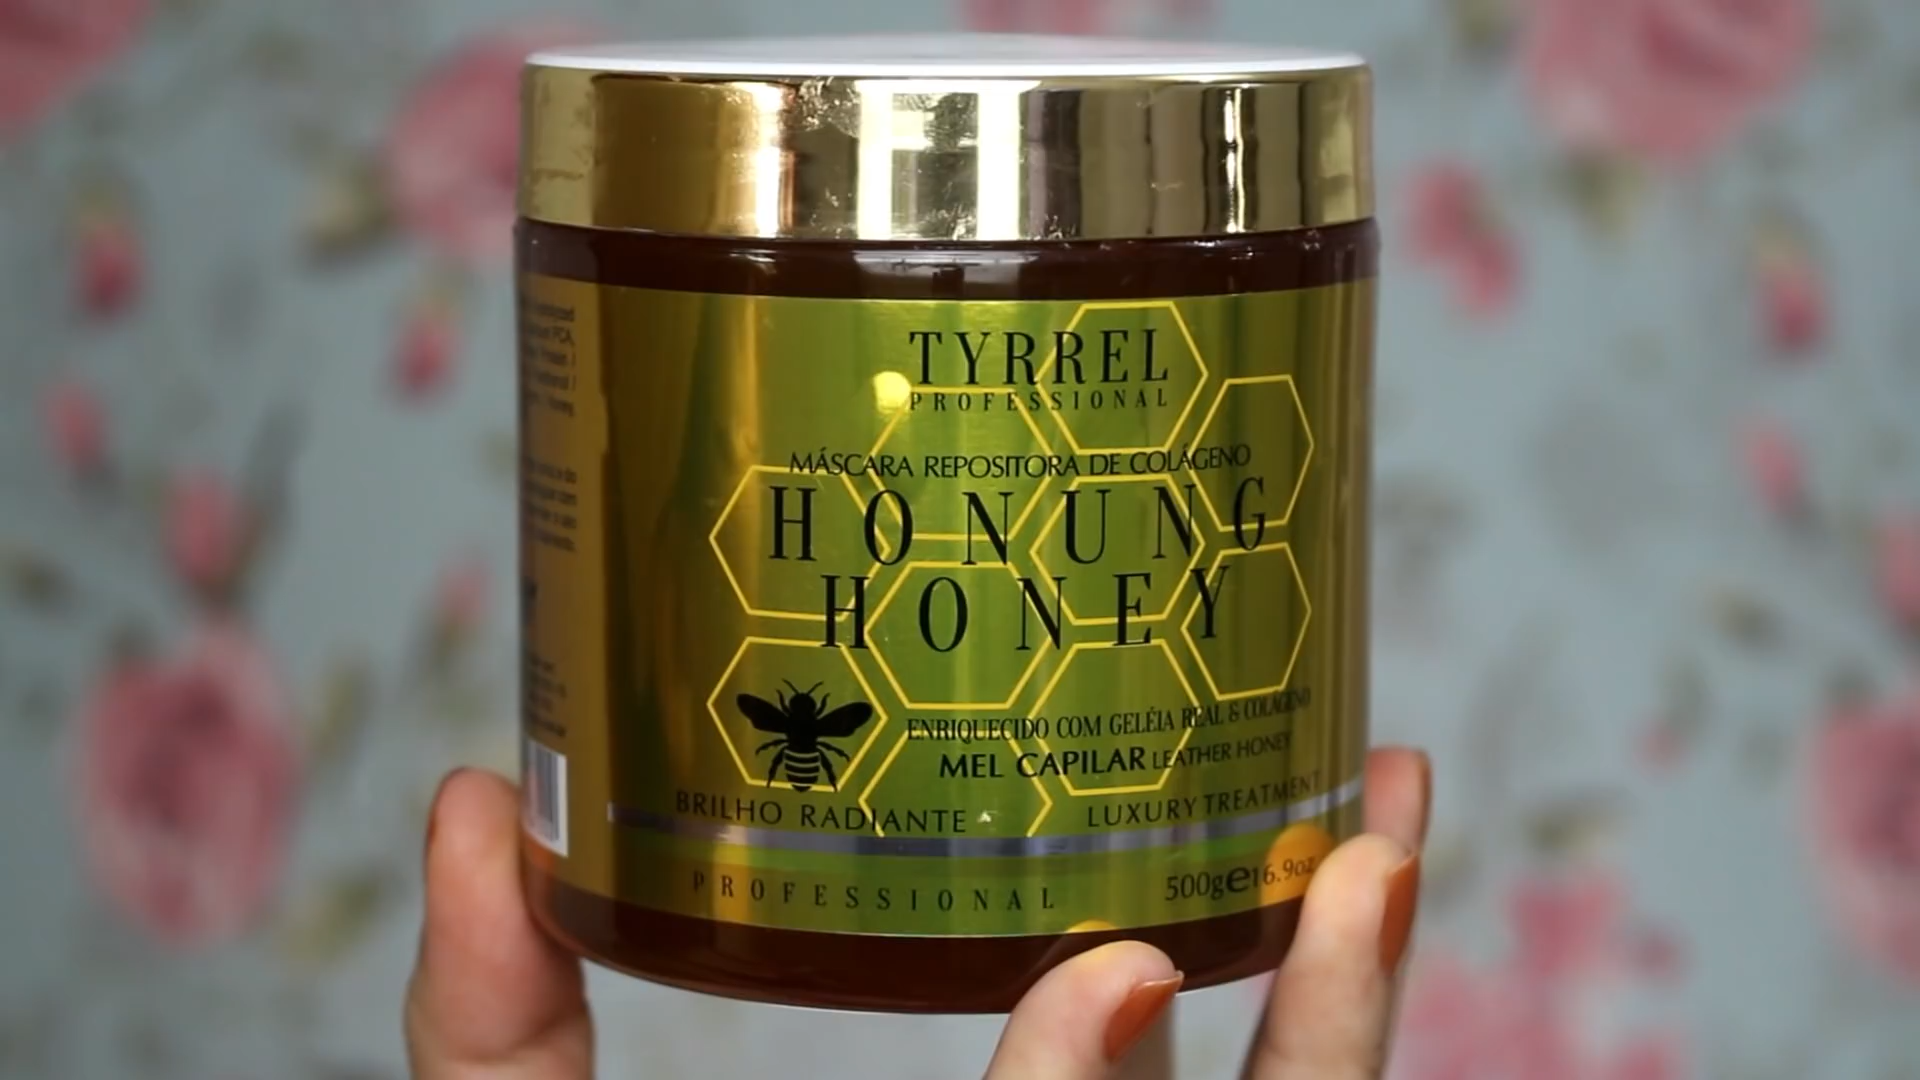 TYRREL
PROFESSIONAL
MÁSCARA REPOSITORA DE COLÁGENO
HONUNG
HONEY
ENRIQUECIDO COM GELÉIA REAL & COLÁGENO
MEL CAPILAR LEATHER HONEY
BRILHO RADIANTE LUXURY TREATMENT
PROFESSIONAL 500g℮16.9oz